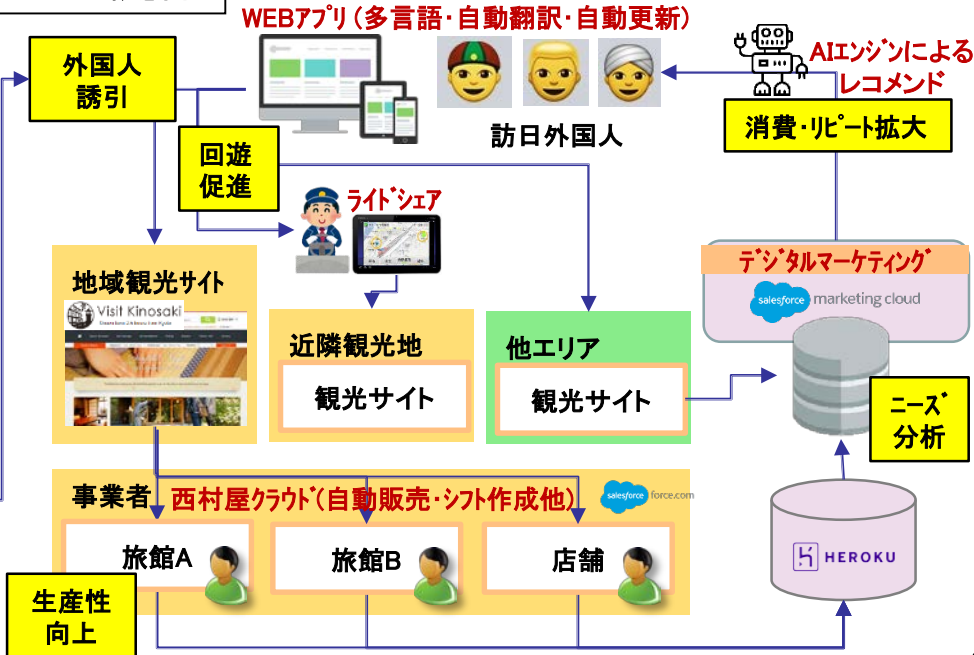 WEBアプリ(多言語・自動翻訳・自動更新)
外国人
誘引
AIエンジンによる
レコメンド
消費・リピート拡大
訪日外国人
回遊
促進
ライドシェア
地域観光サイト
Visit Kinosaki
デジタルマーケティング
salesforce marketing cloud
近隣観光地
観光サイト
他エリア
観光サイト
ニーズ
分析
事業者 西村屋クラウド(自動販売・シフト作成他)
salesforce force.com
旅館A
旅館B
店舗
HEROKU
生産性
向上